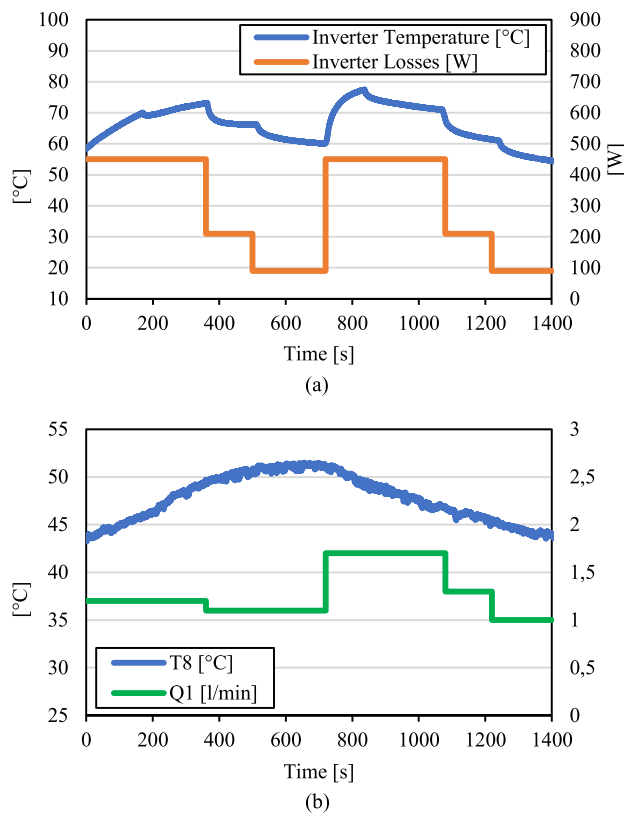 100
90
80
70
60
50
40
30
20
10
[°C]
Inverter Temperature [°C]
Inverter Losses [W]
900
800
700
600
500
400
300
200
100
0
[W]
0 200 400 600 800 1000 1200 1400
Time [s]
(a)
55
50
45
40
35
30
25
[°C]
T8 [°C]
Q1 [l/min]
3
2,5
2
1,5
1
0,5
0
0 200 400 600 800 1000 1200 1400
Time [s]
(b)